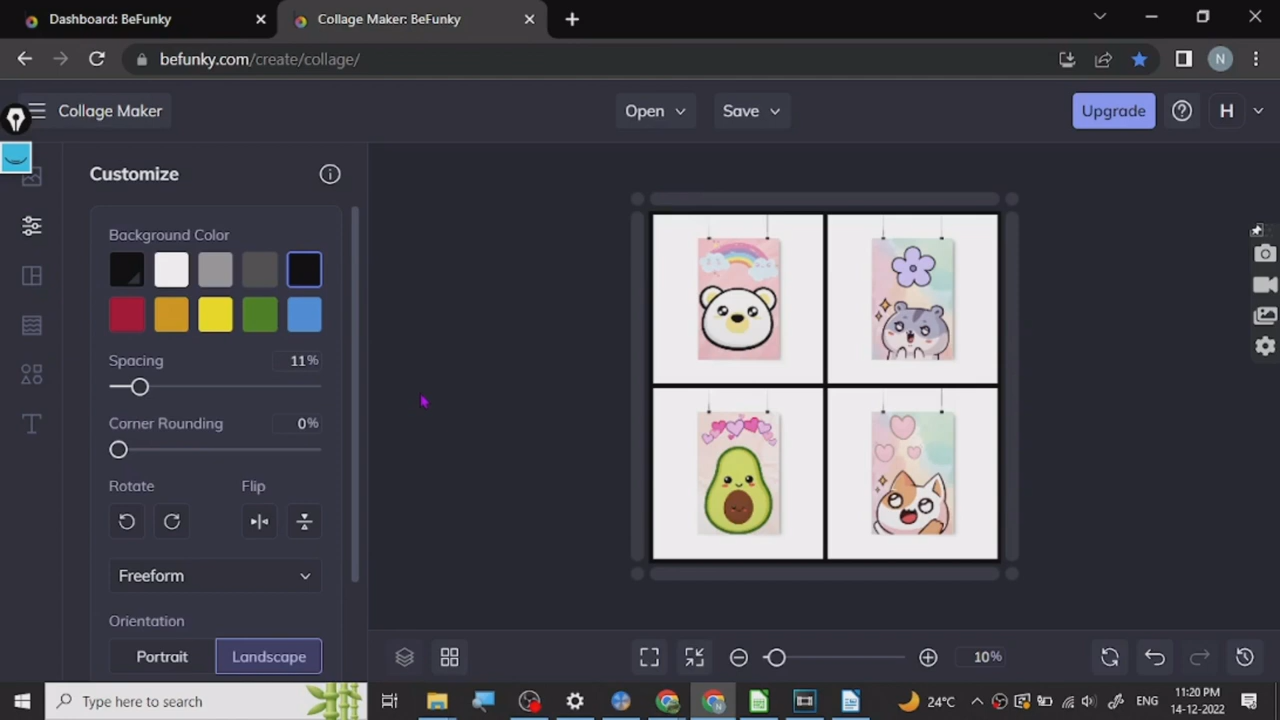 Dashboard: BeFunky
Collage Maker: BeFunky
befunky.com/create/collage/
N
Collage Maker
Open
Save
Upgrade
H
Customize
Background Color
Spacing
11%
Corner Rounding
0%
Rotate
Flip
Freeform
Orientation
Portrait
Landscape
10%
Type here to search
24°C
ENG
11:20 PM
14-12-2022